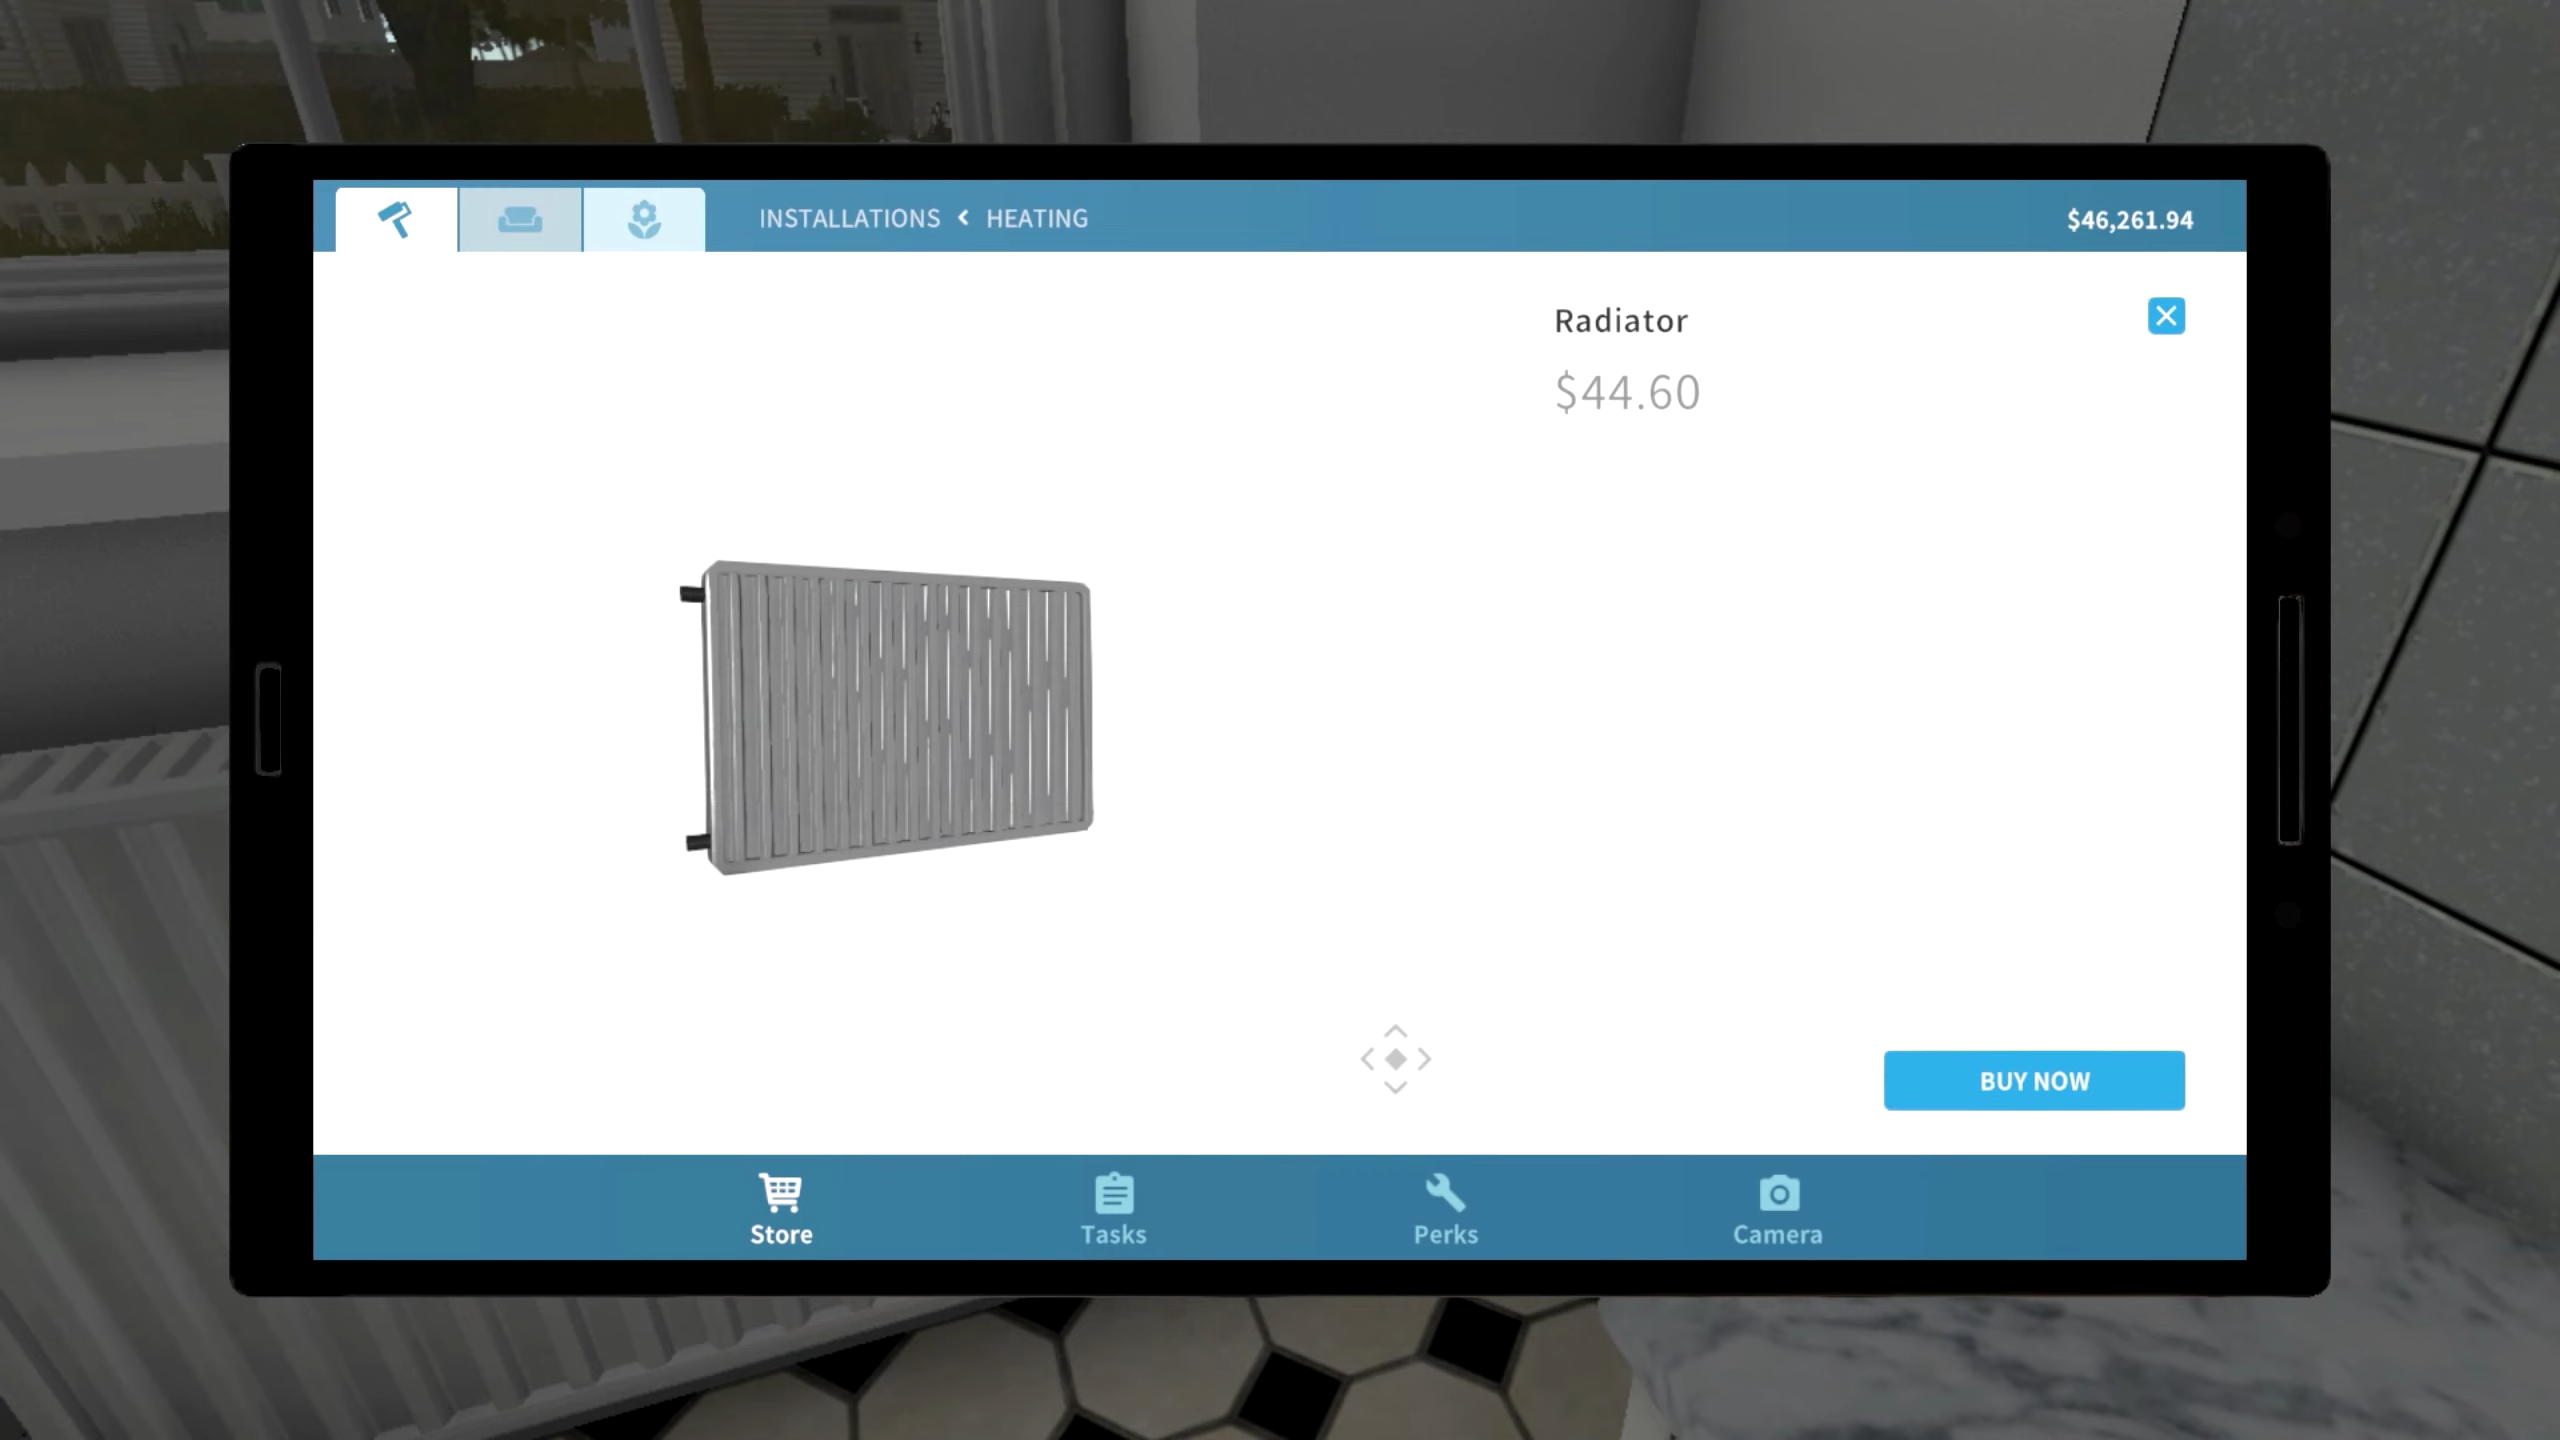 INSTALLATIONS < HEATING
$46,261.94
Radiator
$44.60
BUY NOW
Store
Tasks
Perks
Camera